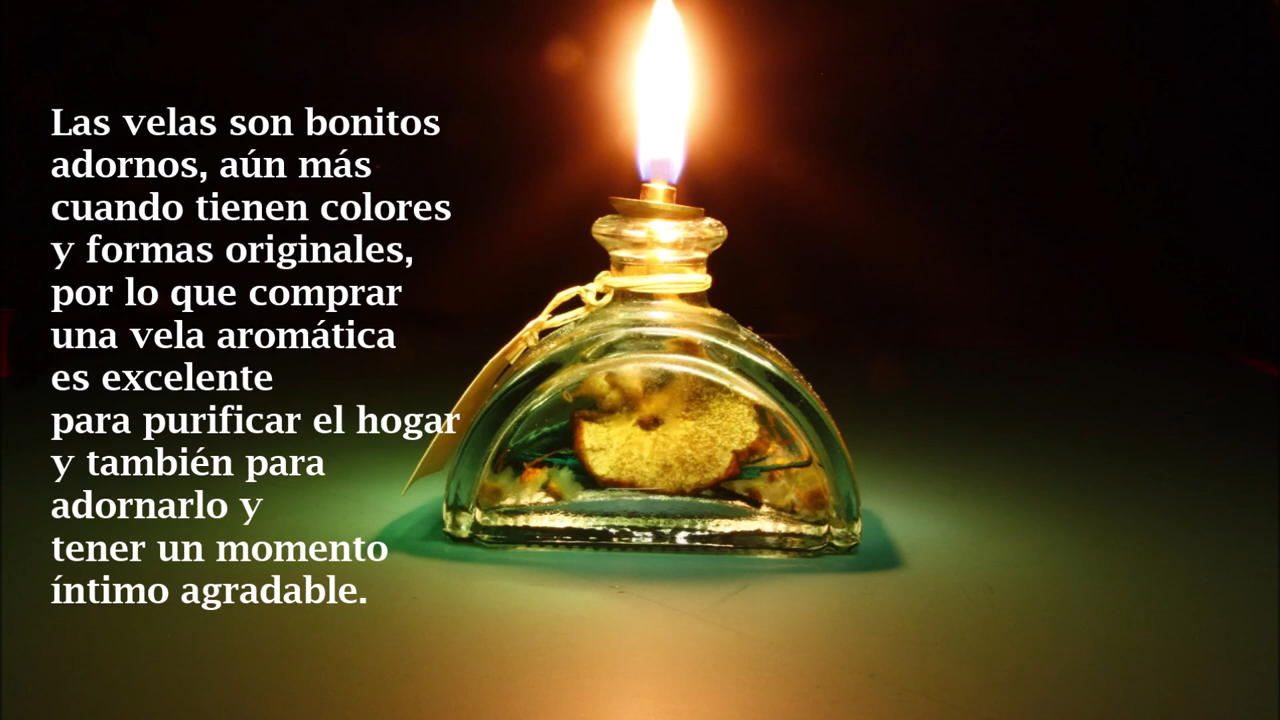 Las velas son bonitos
adornos, aún más
cuando tienen colores
y formas originales,
por lo que comprar
una vela aromática
es excelente
para purificar el hogar
y también para
adornarlo y
tener un momento
íntimo agradable.